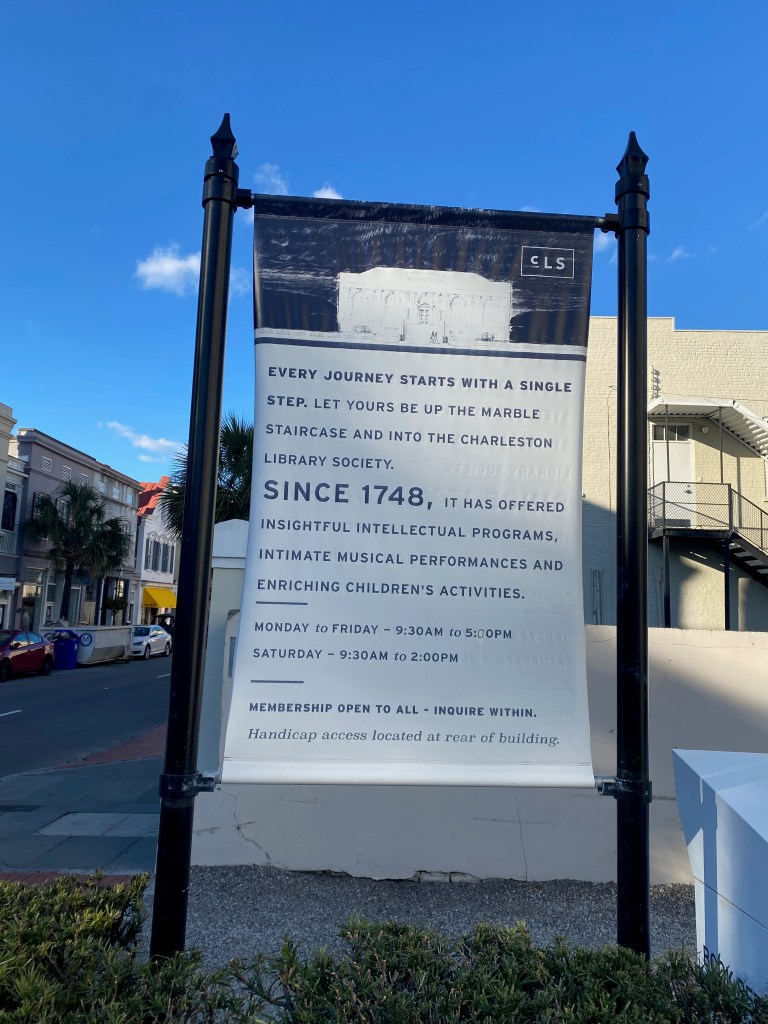 cLS
EVERY JOURNEY STARTS WITH A SINGLE
STEP. LET YOURS BE UP THE MARBLE
STAIRCASE AND INTO THE CHARLESTON
LIBRARY SOCIETY.
SINCE 1748, IT HAS OFFERED
INSIGHTFUL INTELLECTUAL PROGRAMS,
INTIMATE MUSICAL PERFORMANCES AND
ENRICHING CHILDREN'S ACTIVITIES.
MONDAY to FRIDAY – 9:30AM to 5:00PM
SATURDAY – 9:30AM to 2:00PM
MEMBERSHIP OPEN TO ALL - INQUIRE WITHIN.
Handicap access located at rear of building.